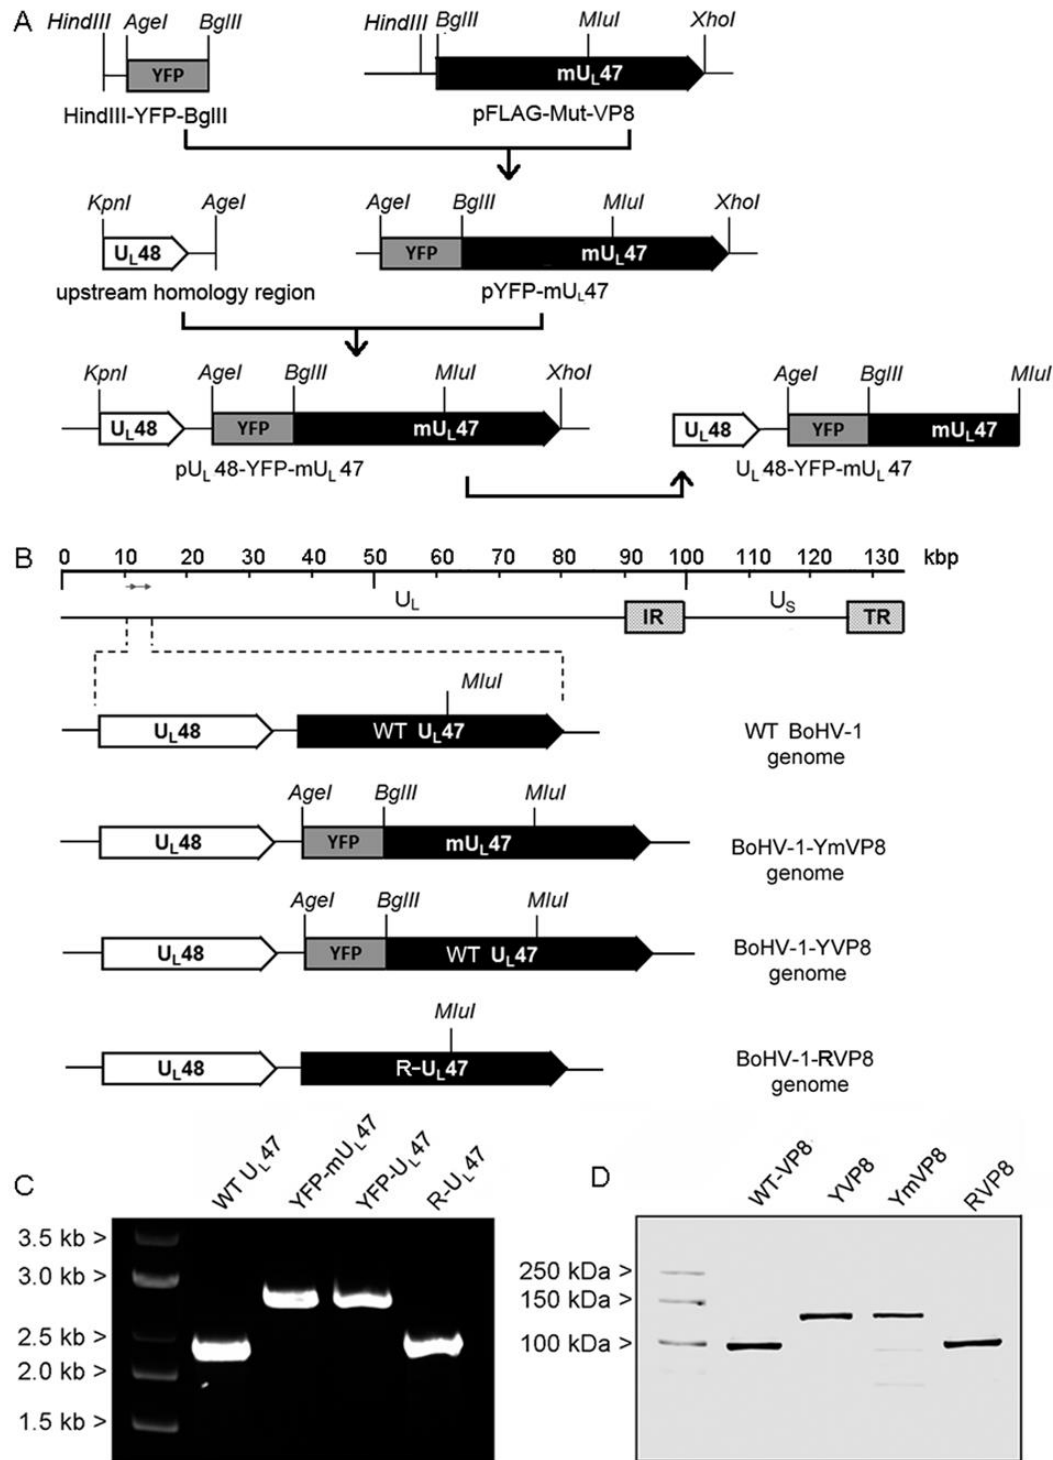 A
HindIII AgeI BglII HindIII BglII MluI XhoI
YFP mUL47
HindIII-YFP-BglII pFLAG-Mut-VP8
KpnI AgeI AgeI BglII MluI XhoI
UL48 YFP mUL47
upstream homology region pYFP-mUL47
KpnI AgeI BglII MluI XhoI AgeI BglII MluI
UL48 YFP mUL47 UL48 YFP mUL47
pUL 48-YFP-mUL 47 UL 48-YFP-mUL 47
B
0 10 20 30 40 50 60 70 80 90 100 110 120 130 kbp
UL US
IR TR
MluI
UL48 WT UL47 WT BoHV-1
genome
AgeI BglII MluI
UL48 YFP mUL47 BoHV-1-YmVP8
genome
AgeI BglII MluI
UL48 YFP WT UL47 BoHV-1-YVP8
genome
MluI
UL48 R-UL47 BoHV-1-RVP8
genome
C
WT UL47 YFP-mUL47 YFP-UL47 R-UL47
3.5 kb >
3.0 kb >
2.5 kb >
2.0 kb >
1.5 kb >
D
WT-VP8 YVP8 YmVP8 RVP8
250 kDa >
150 kDa >
100 kDa >